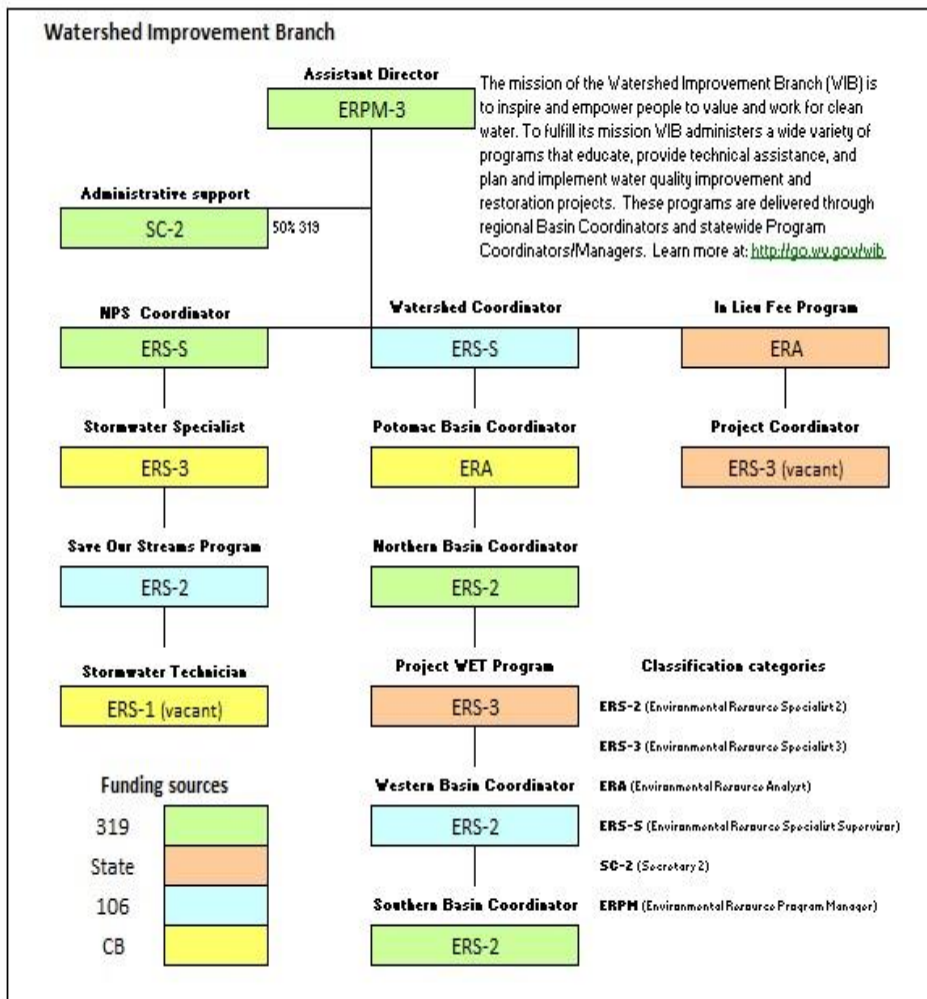 Watershed Improvement Branch
Assistant Director
ERPM-3
The mission of the Watershed Improvement Branch (WIB) is
to inspire and empower people to value and work for clean
water. To fulfill its mission WIB administers a wide variety of
programs that educate, provide technical assistance, and
plan and implement water quality improvement and
restoration projects. These programs are delivered through
regional Basin Coordinators and statewide Program
Coordinators/Managers. Learn more at: http://go.wv.gov/wib
Administrative support
SC-2
50% 319
NPS Coordinator
ERS-S
Watershed Coordinator
ERS-S
In Lieu Fee Program
ERA
Stormwater Specialist
ERS-3
Potomac Basin Coordinator
ERA
Project Coordinator
ERS-3 (vacant)
Save Our Streams Program
ERS-2
Northern Basin Coordinator
ERS-2
Stormwater Technician
ERS-1 (vacant)
Project WET Program
ERS-3
Western Basin Coordinator
ERS-2
Southern Basin Coordinator
ERS-2
Classification categories
ERS-2 (Environmental Resource Specialist 2)
ERS-3 (Environmental Resource Specialist 3)
ERA (Environmental Resource Analyst)
ERS-S (Environmental Resource Specialist Supervisor)
SC-2 (Secretary 2)
ERPM (Environmental Resource Program Manager)
Funding sources
319
State
106
CB